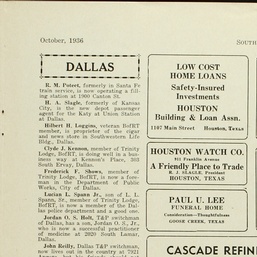 October, 1936
SOUTH
DALLAS
R. M. Poteet, formerly in Santa Fe
train service, is now operating a fill-
ing station at 1900 Canton St.
H. A. Slagle, formerly of Kansas
City, is the new depot passenger
agent for the Katy at Union Station
at Dallas.
Hilbert H. Loggins, veteran BofRT
member, is proprietor of the cigar
and news store in Southwestern Life
Bldg., Dallas.
Clyde J. Kernon, member of Trinity
Lodge, BofRT, is doing well in a busi-
ness way at Kennon's Place, 302
South Ervay, Dallas.
Frederick F. Shows, member of
Trinity Lodge, BofRT, is now a fore-
man in the Department of Public
Works, City of Dallas.
Lucian L. Spann Jr., son of L. L.
Spann, Sr., member of Trinity Lodge,
BofRT, is now a member of the Dal-
las police department and a good one.
Jordan O. S. Bolt, T&P switchman
of Dallas, has a son, Jordan O. S. Jr.,
who is now a successful practitioner
of medicine at 2020 South Lamar,
Dallas.
John Reilly, Dallas T&P switchman,
now lives out in the country at 7921
LOW COST
HOME LOANS
Safety-Insured
Investments
HOUSTON
Building & Loan Assn.
1107 Main Street Houston, Texas
HOUSTON WATCH CO.
911 Franklin Avenue
A Friendly Place to Trade
R. J. SLAGLE, President
HOUSTON, TEXAS
PAUL U. LEE
FUNERAL HOME
Consideration—Thoughtfulness
GOOSE CREEK, TEXAS
CASCADE REFIN